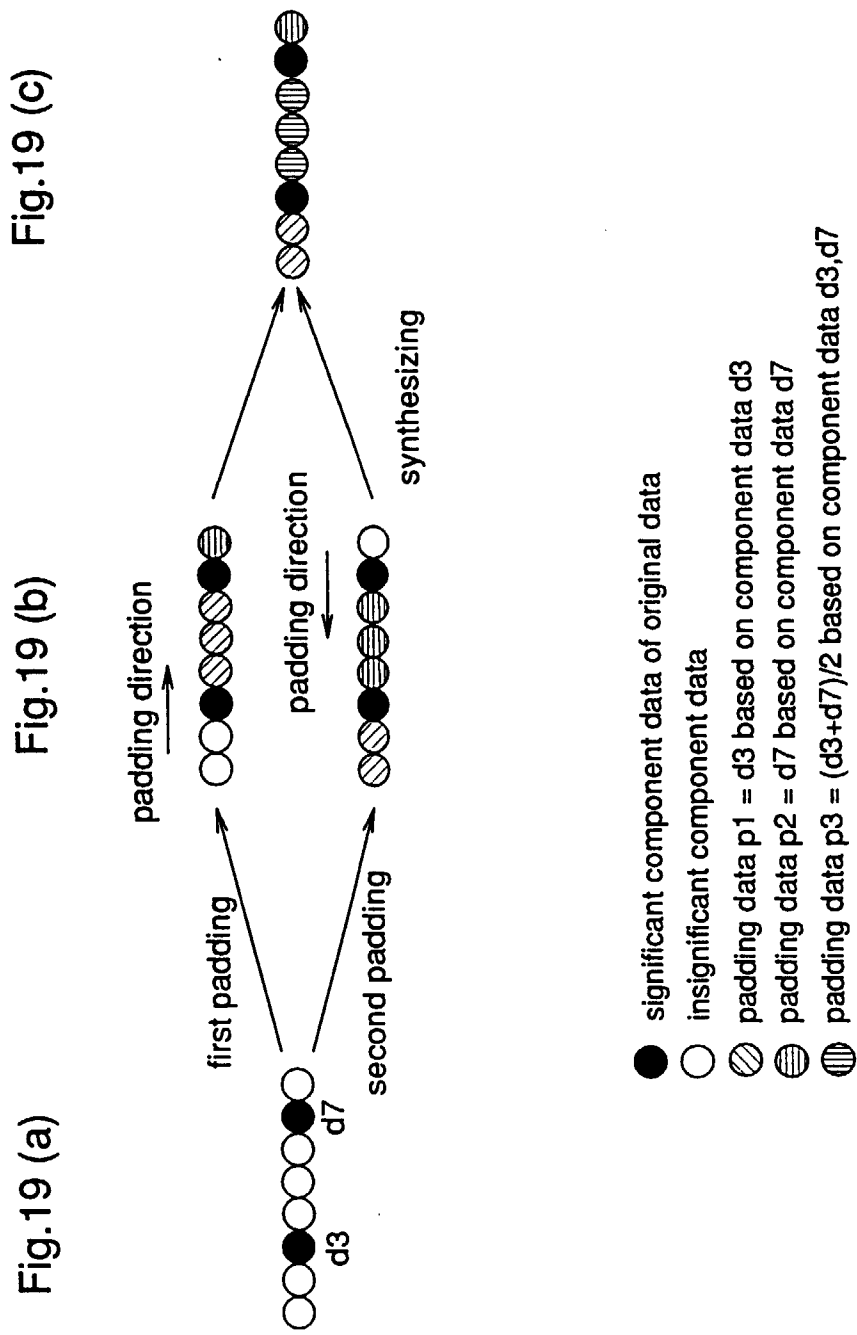 Fig.19 (a)
Fig.19 (b)
Fig.19 (c)
d3
d7
first padding
second padding
padding direction
padding direction
synthesizing
significant component data of original data
insignificant component data
padding data p1 = d3 based on component data d3
padding data p2 = d7 based on component data d7
padding data p3 = (d3+d7)/2 based on component data d3,d7